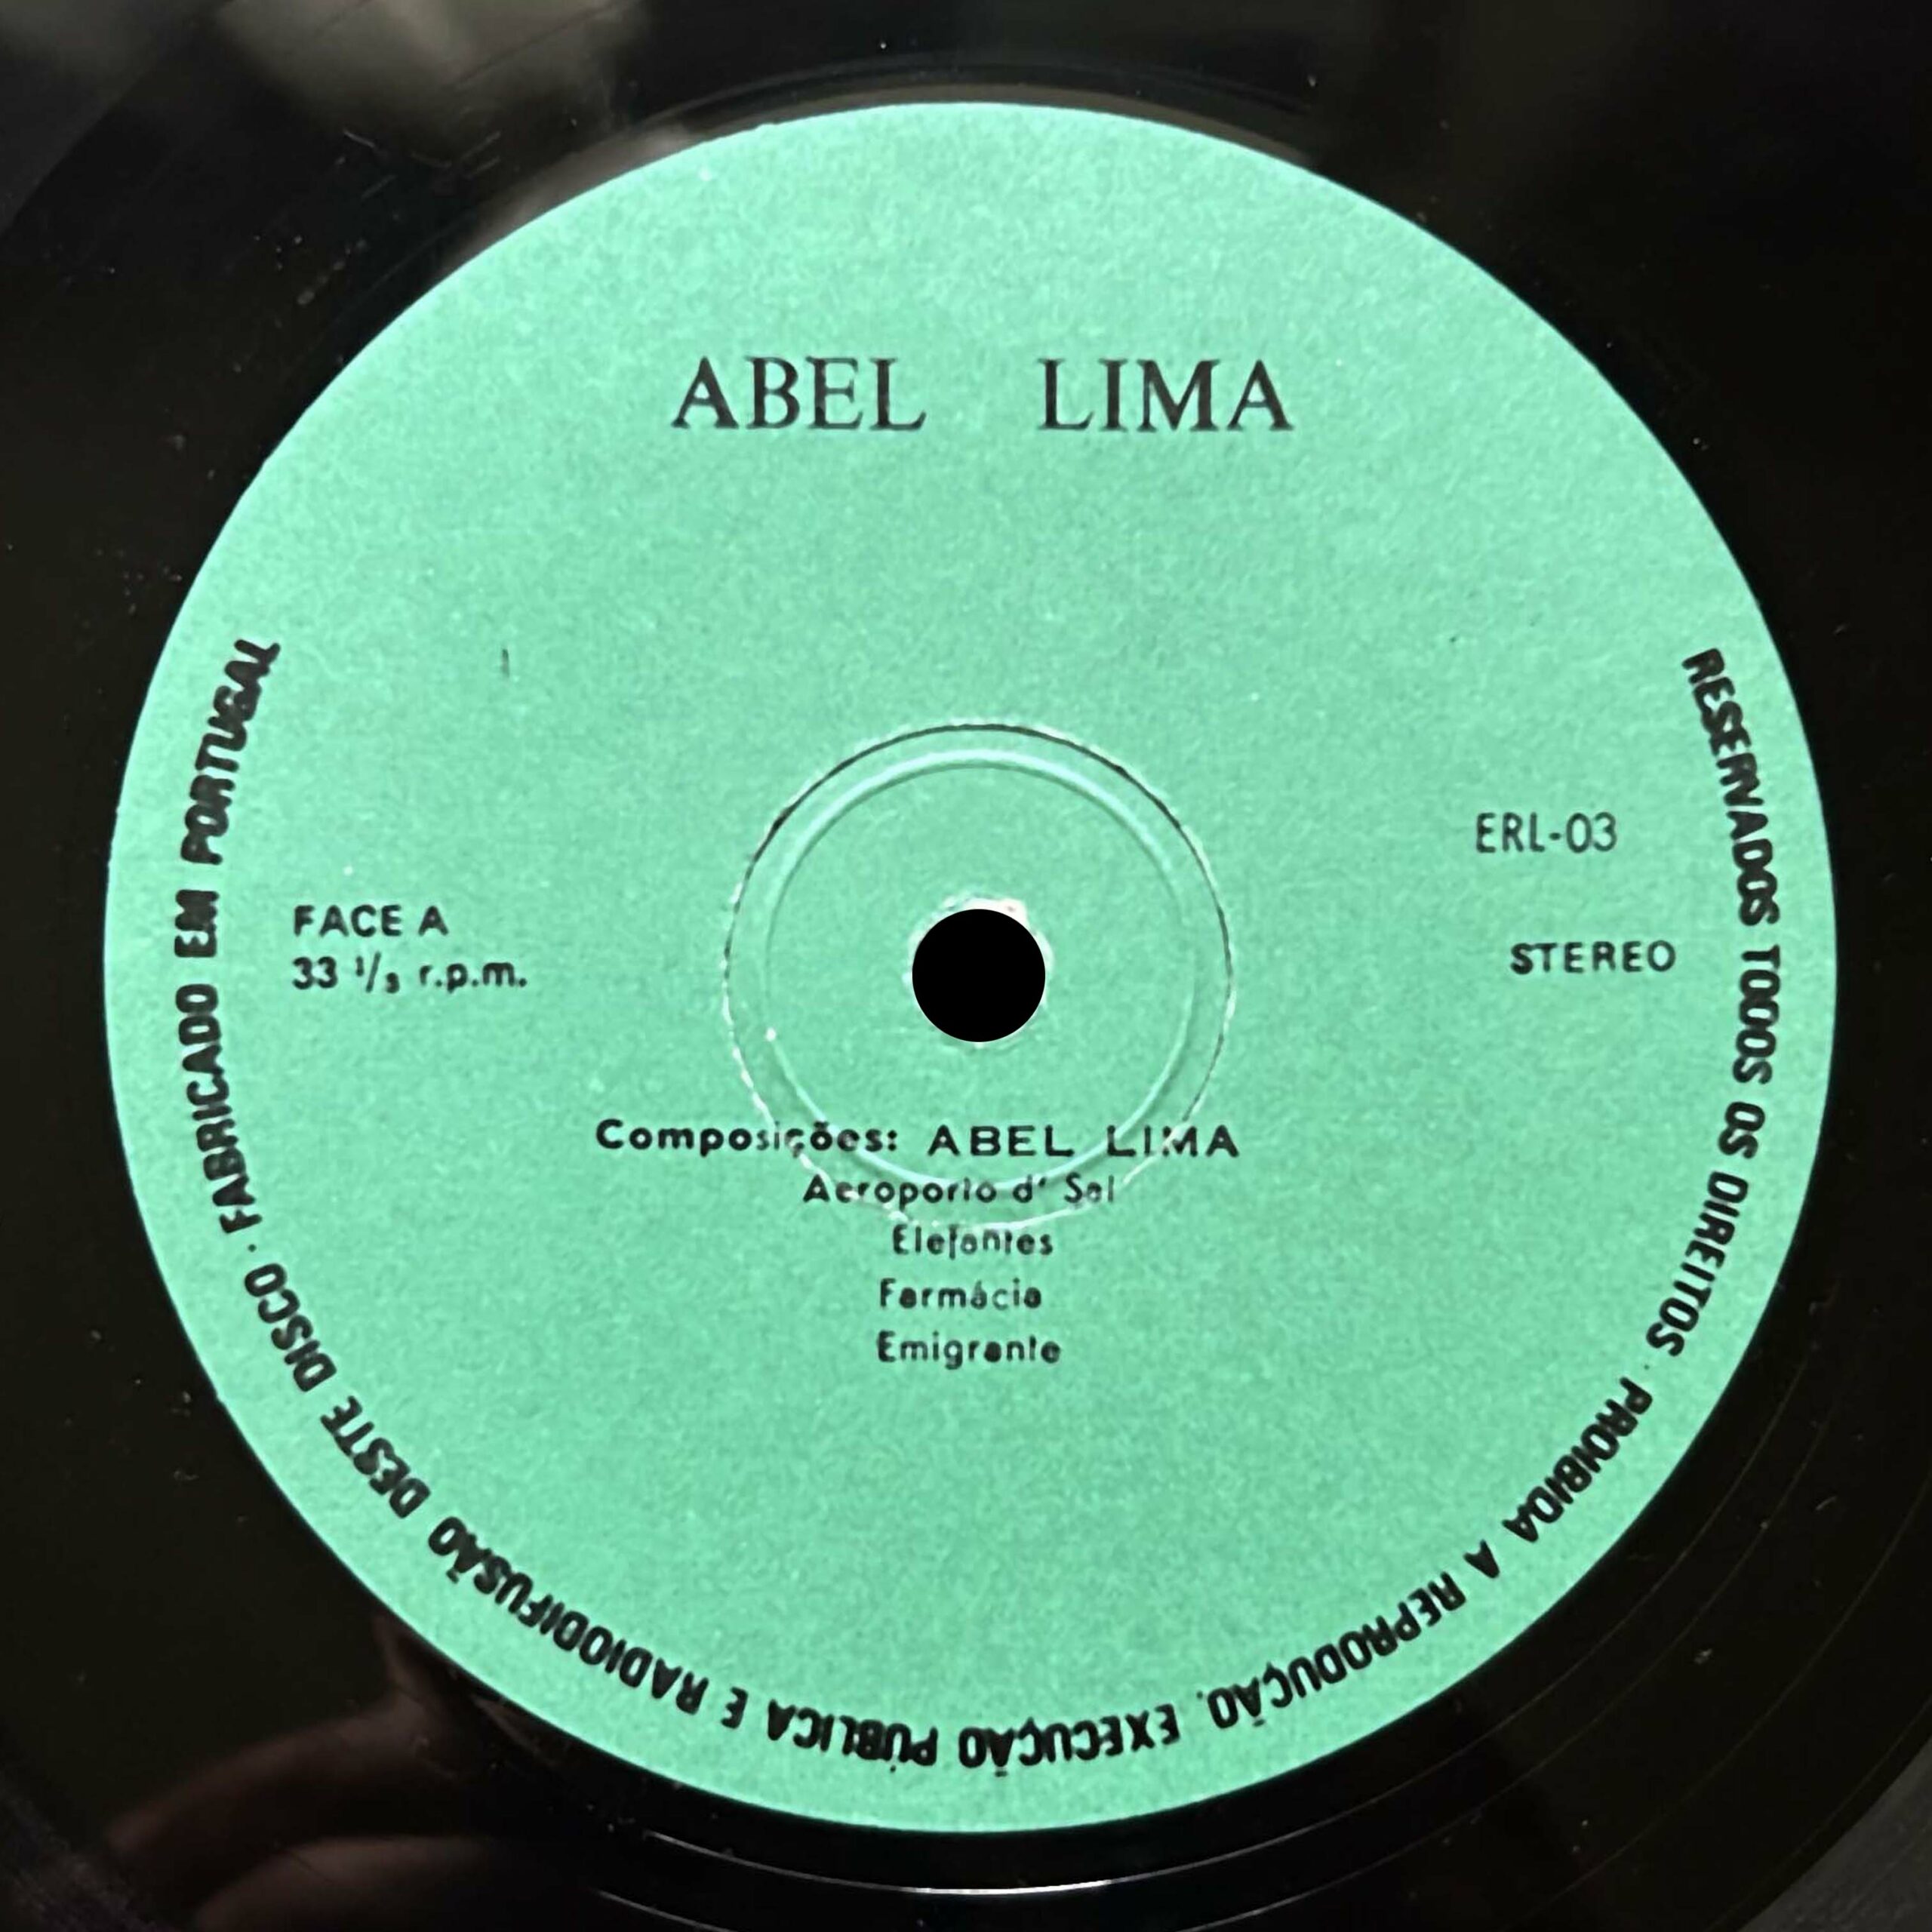 ABEL LIMA
ERL-03
FACE A
33 1/3 r.p.m.
STEREO
Composições: ABEL LIMA
Aeroporto d' Sal
Elefantes
Farmácia
Emigrante
RESERVADOS TODOS OS DIREITOS · PROIBIDA A REPRODUÇÃO, EXECUÇÃO PÚBLICA E RADIODIFUSÃO DESTE DISCO · FABRICADO EM PORTUGAL